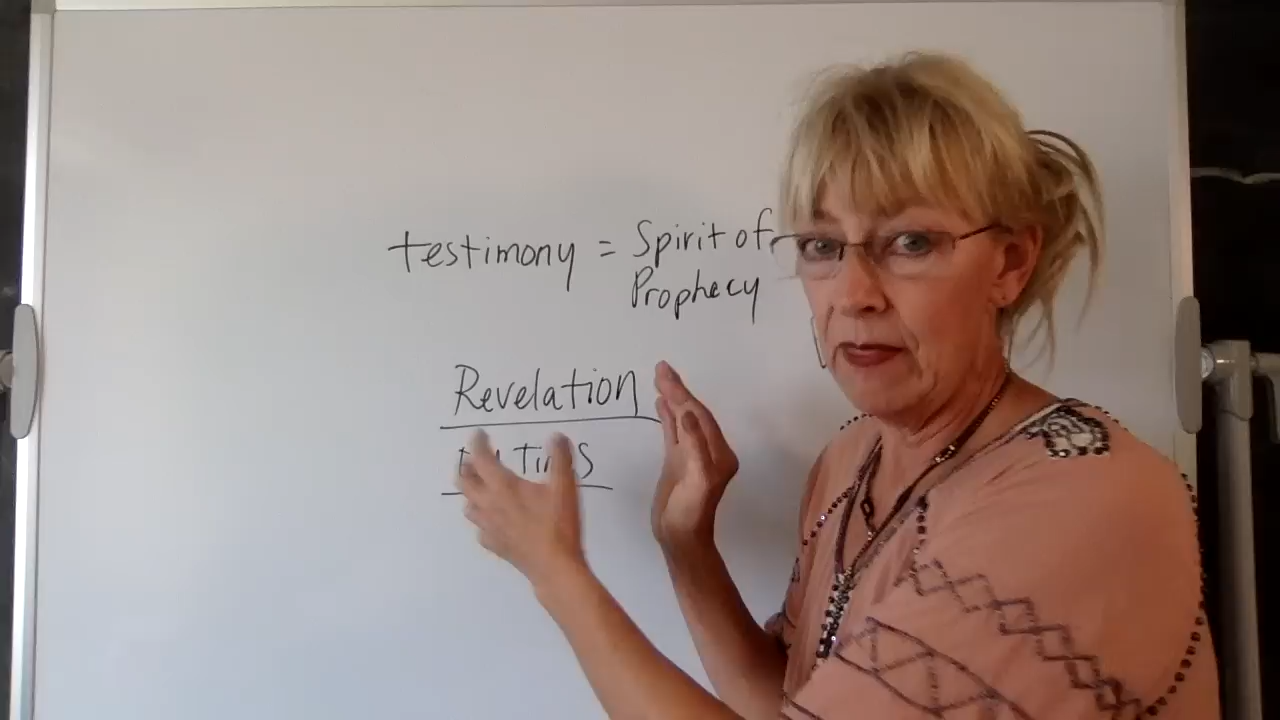 testimony = Spirit of
Prophecy
Revelation